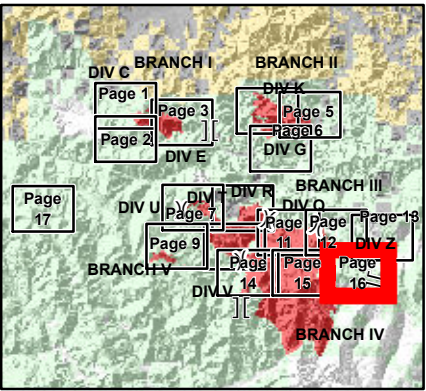 BRANCH I
BRANCH II
DIV C
DIV K
Page 1
Page 3
Page 5
Page 6
Page 2
DIV G
DIV E
BRANCH III
DIV R
Page
17
DIV U
Page 7
DIV Q
Page 13
Page
11
Page
12
DIV Z
Page 9
BRANCH V
Page
14
Page
15
Page
16
DIV V
BRANCH IV